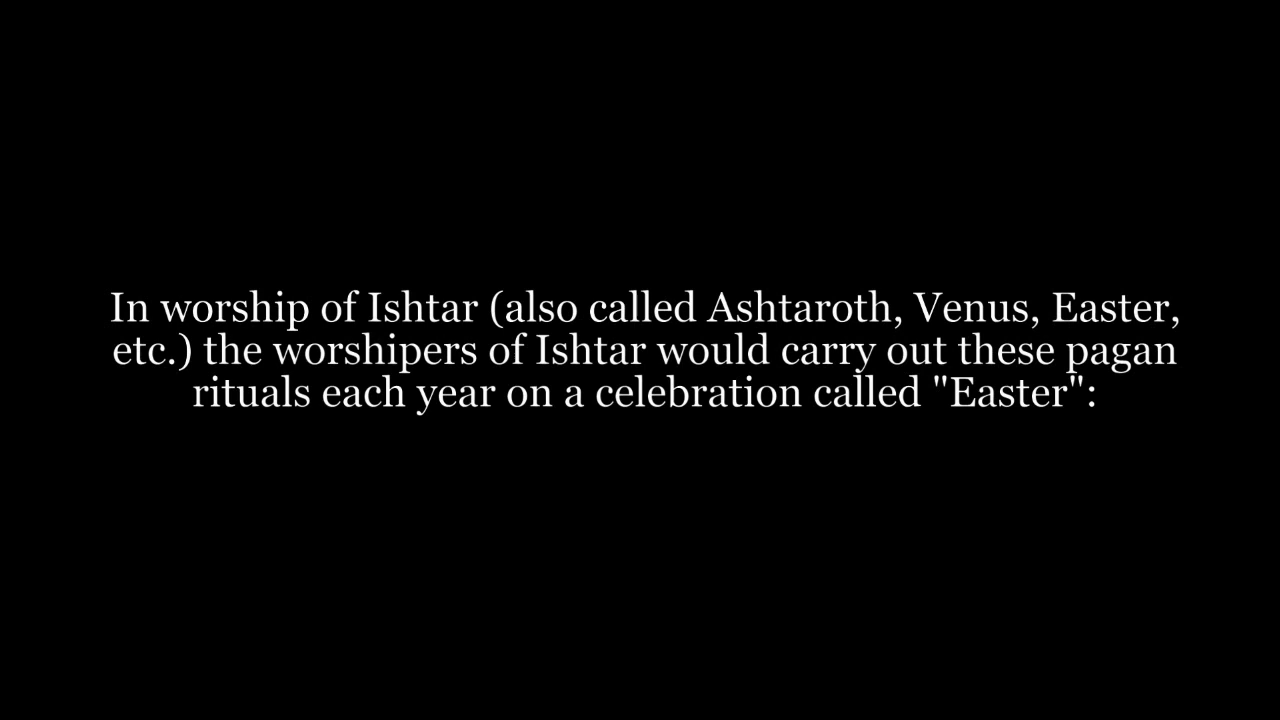 In worship of Ishtar (also called Ashtaroth, Venus, Easter,
etc.) the worshipers of Ishtar would carry out these pagan
rituals each year on a celebration called "Easter":